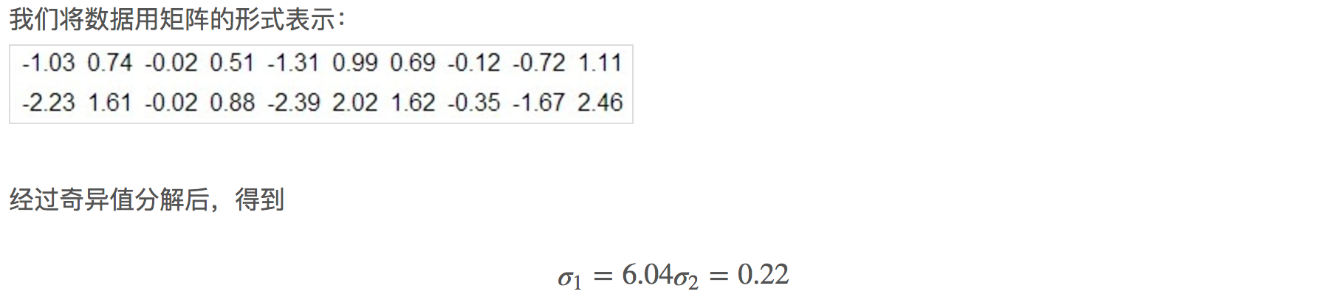 我们将数据用矩阵的形式表示：
-1.03 0.74 -0.02 0.51 -1.31 0.99 0.69 -0.12 -0.72 1.11
-2.23 1.61 -0.02 0.88 -2.39 2.02 1.62 -0.35 -1.67 2.46
经过奇异值分解后，得到
σ₁ = 6.04σ₂ = 0.22